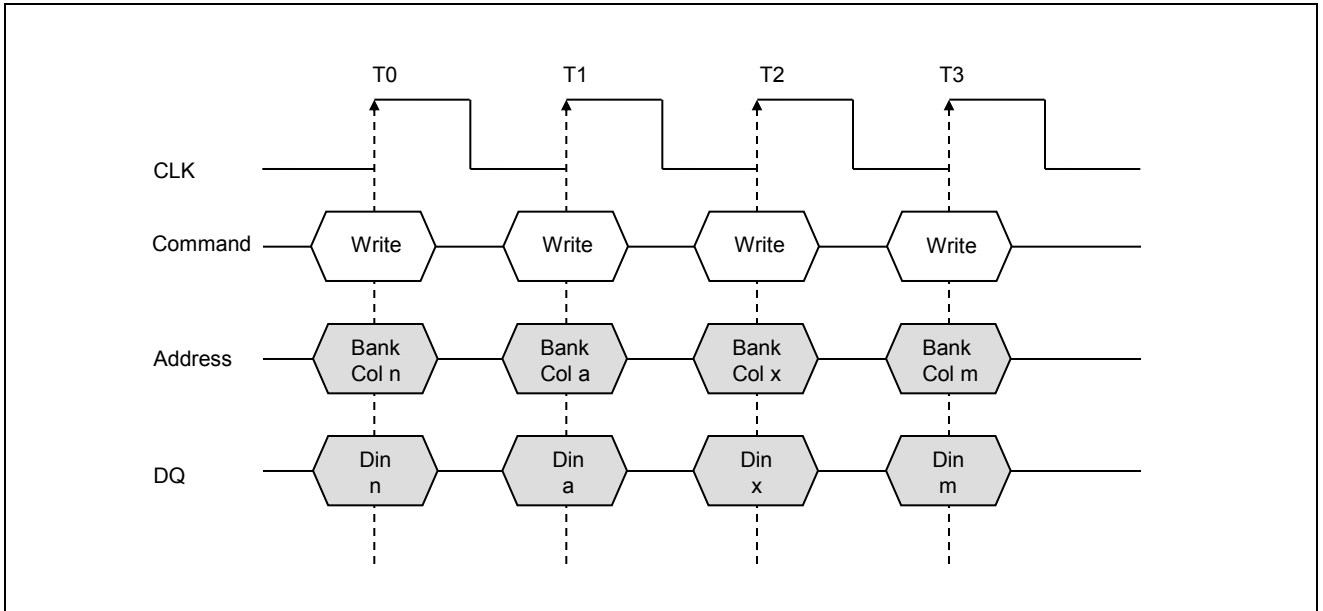 T0 T1 T2 T3
CLK
Command Write Write Write Write
Address Bank Bank Bank Bank
Col n Col a Col x Col m
DQ Din Din Din Din
n a x m